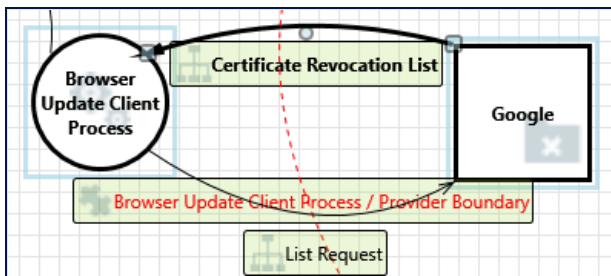 Certificate Revocation List
Browser
Update Client
Process
Google
Browser Update Client Process / Provider Boundary
List Request